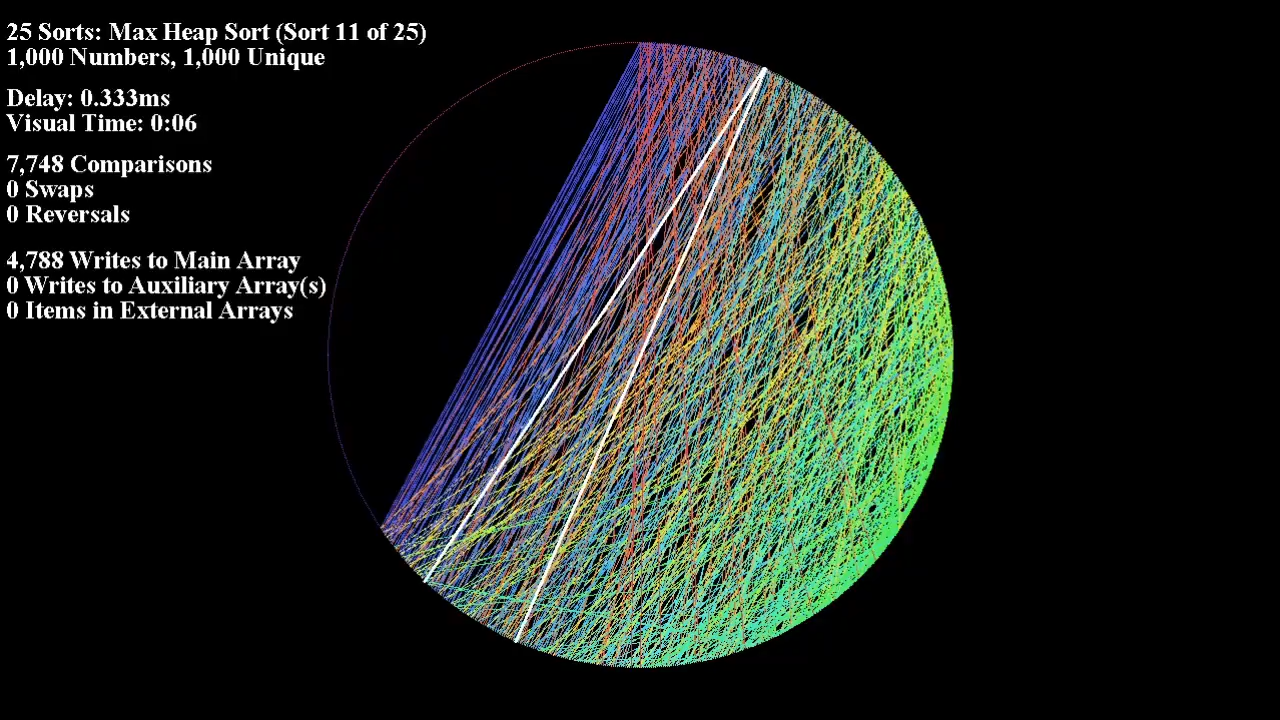 25 Sorts: Max Heap Sort (Sort 11 of 25)
1,000 Numbers, 1,000 Unique
Delay: 0.333ms
Visual Time: 0:06
7,748 Comparisons
0 Swaps
0 Reversals
4,788 Writes to Main Array
0 Writes to Auxiliary Array(s)
0 Items in External Arrays